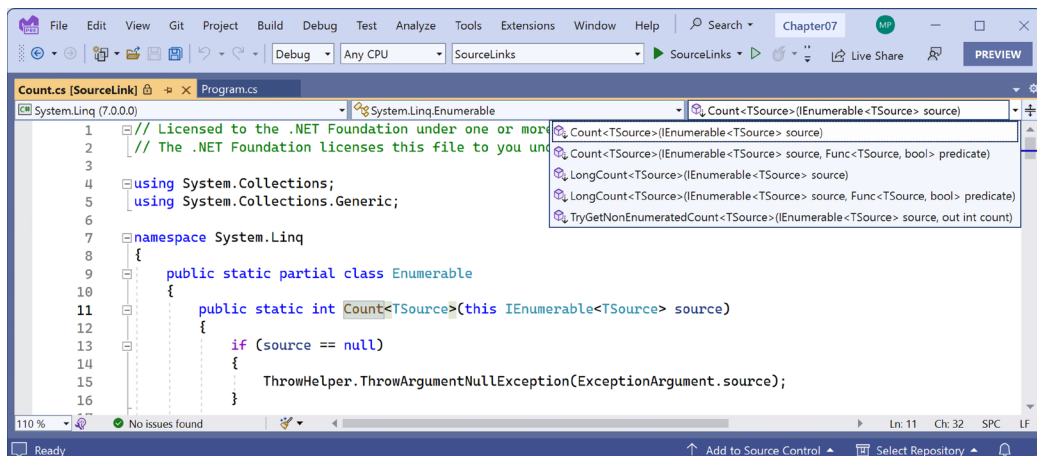 File Edit View Git Project Build Debug Test Analyze Tools Extensions Window Help Search Chapter07 MP
Debug Any CPU SourceLinks SourceLinks Live Share PREVIEW
Count.cs [SourceLink] Program.cs
C# System.Linq (7.0.0.0) System.Linq.Enumerable Count<TSource>(IEnumerable<TSource> source)
Count<TSource>(IEnumerable<TSource> source)
Count<TSource>(IEnumerable<TSource> source, Func<TSource, bool> predicate)
LongCount<TSource>(IEnumerable<TSource> source)
LongCount<TSource>(IEnumerable<TSource> source, Func<TSource, bool> predicate)
TryGetNonEnumeratedCount<TSource>(IEnumerable<TSource> source, out int count)
1 // Licensed to the .NET Foundation under one or more
2 // The .NET Foundation licenses this file to you und
3
4 using System.Collections;
5 using System.Collections.Generic;
6
7 namespace System.Linq
8 {
9 public static partial class Enumerable
10 {
11 public static int Count<TSource>(this IEnumerable<TSource> source)
12 {
13 if (source == null)
14 {
15 ThrowHelper.ThrowArgumentNullException(ExceptionArgument.source);
16 }
110 % No issues found Ln: 11 Ch: 32 SPC LF
Ready Add to Source Control Select Repository